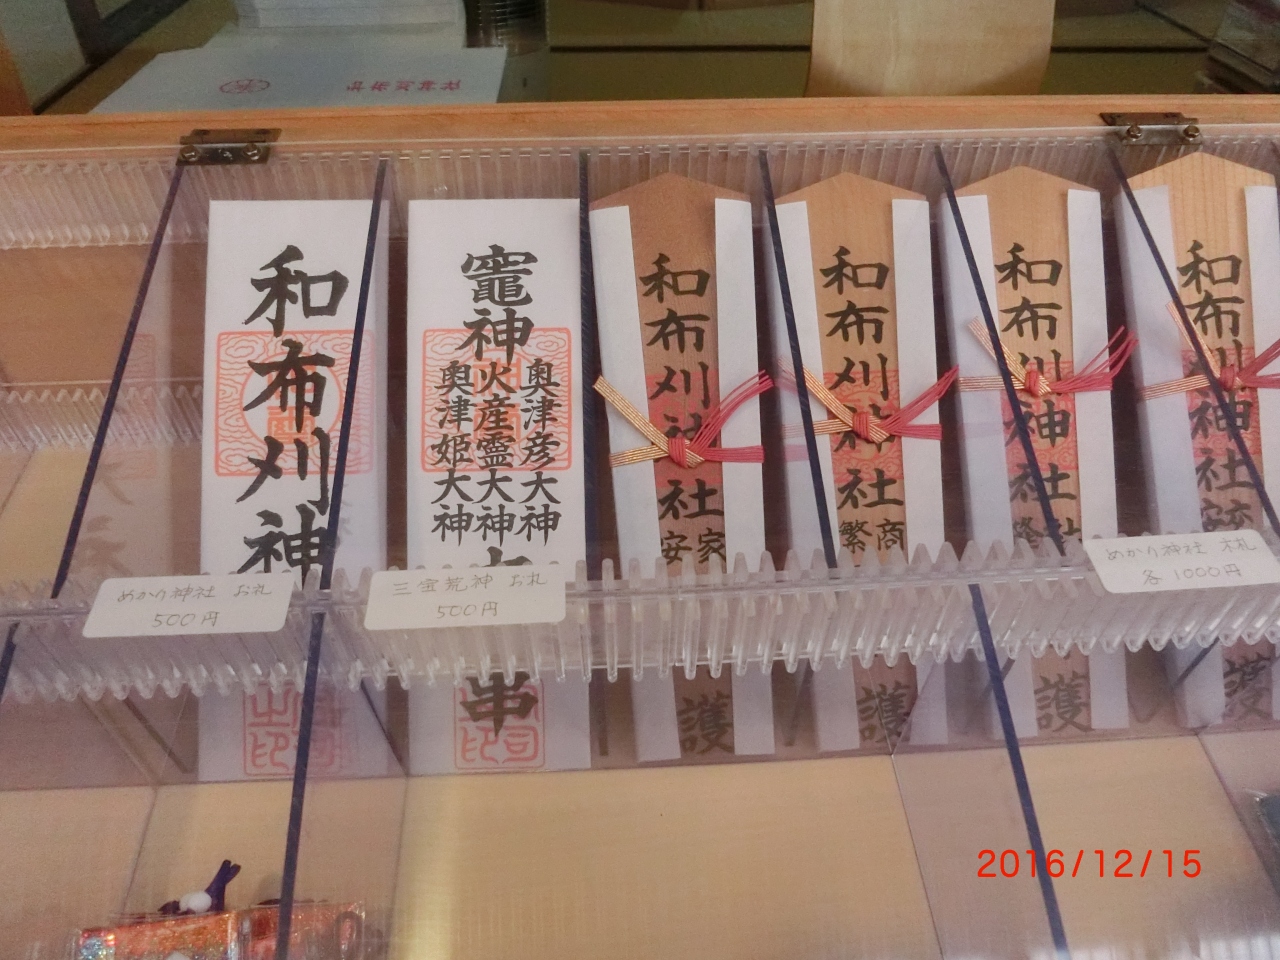 和布刈神
竈神
奥津彦大神
火産霊大神
奥津姫大神
串
和布刈神社
家
安
護
和布刈神社
商
繁
護
和布刈神社
護
和布刈神社
護
めかり神社 お札
500円
三宝荒神 お札
500円
めかり神社 木札
各 1000円
2016/12/15